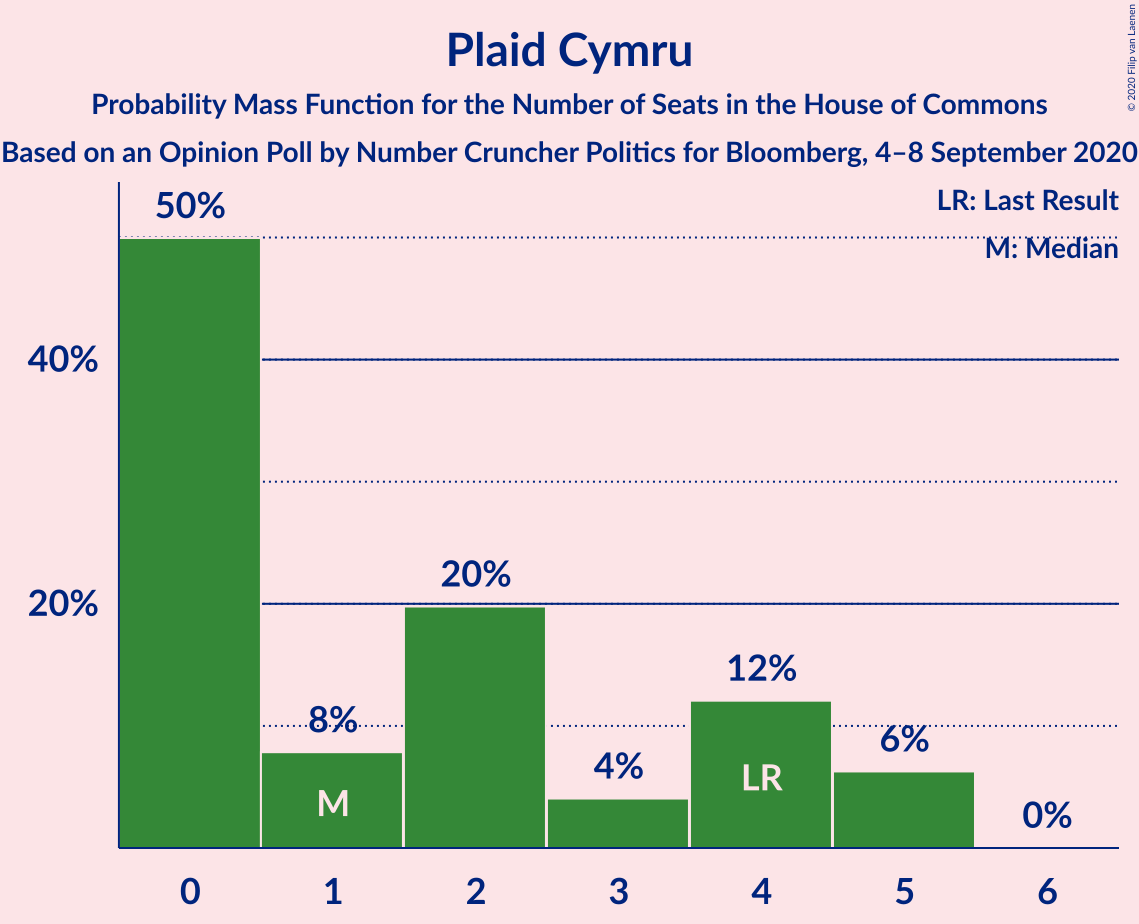 Plaid Cymru
Probability Mass Function for the Number of Seats in the House of Commons
Based on an Opinion Poll by Number Cruncher Politics for Bloomberg, 4–8 September 2020
© 2020 Filip van Laenen
LR: Last Result
M: Median
50%
40%
20%
20%
12%
8%
6%
4%
0%
M
LR
0 1 2 3 4 5 6